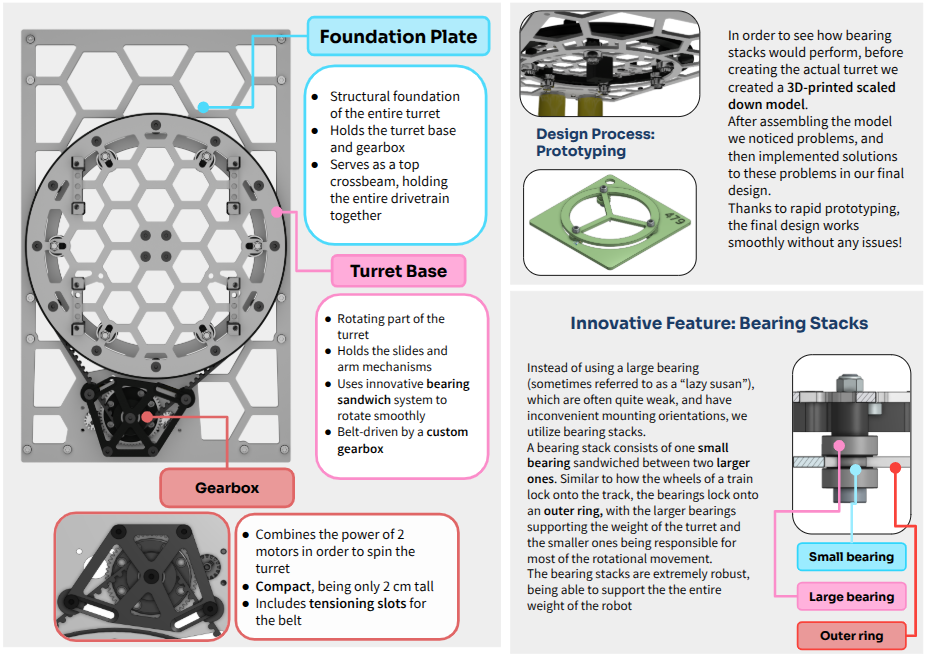 Foundation Plate
● Structural foundation
of the entire turret
● Holds the turret base
and gearbox
● Serves as a top
crossbeam, holding
the entire drivetrain
together
Turret Base
● Rotating part of the
turret
● Holds the slides and
arm mechanisms
● Uses innovative bearing
sandwich system to
rotate smoothly
● Belt-driven by a custom
gearbox
Gearbox
● Combines the power of 2
motors in order to spin the
turret
● Compact, being only 2 cm tall
● Includes tensioning slots for
the belt
Design Process:
Prototyping
479
In order to see how bearing
stacks would perform, before
creating the actual turret we
created a 3D-printed scaled
down model.
After assembling the model
we noticed problems, and
then implemented solutions
to these problems in our final
design.
Thanks to rapid prototyping,
the final design works
smoothly without any issues!
Innovative Feature: Bearing Stacks
Instead of using a large bearing
(sometimes referred to as a “lazy susan”),
which are often quite weak, and have
inconvenient mounting orientations, we
utilize bearing stacks.
A bearing stack consists of one small
bearing sandwiched between two larger
ones. Similar to how the wheels of a train
lock onto the track, the bearings lock onto
an outer ring, with the larger bearings
supporting the weight of the turret and
the smaller ones being responsible for
most of the rotational movement.
The bearing stacks are extremely robust,
being able to support the the entire
weight of the robot
Small bearing
Large bearing
Outer ring